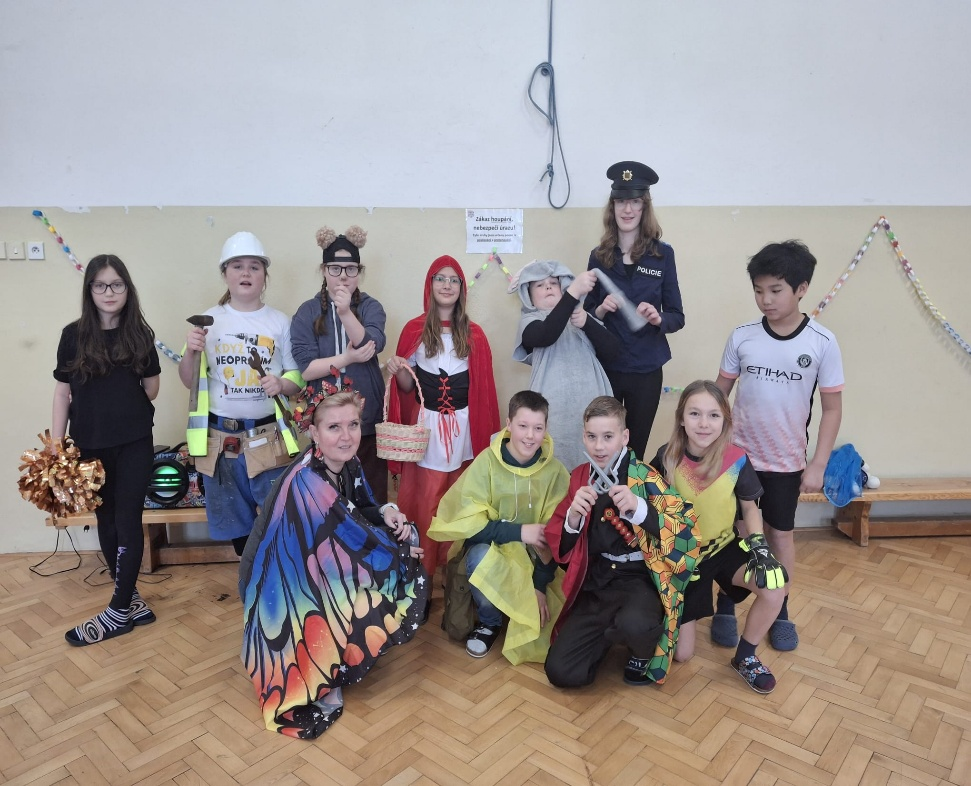 Zákaz houpání,
nebezpečí úrazu!
POLICIE
KDYŽ TO
NEOPRAVÍM
JÁ
TAK NIKDO
ETIHAD